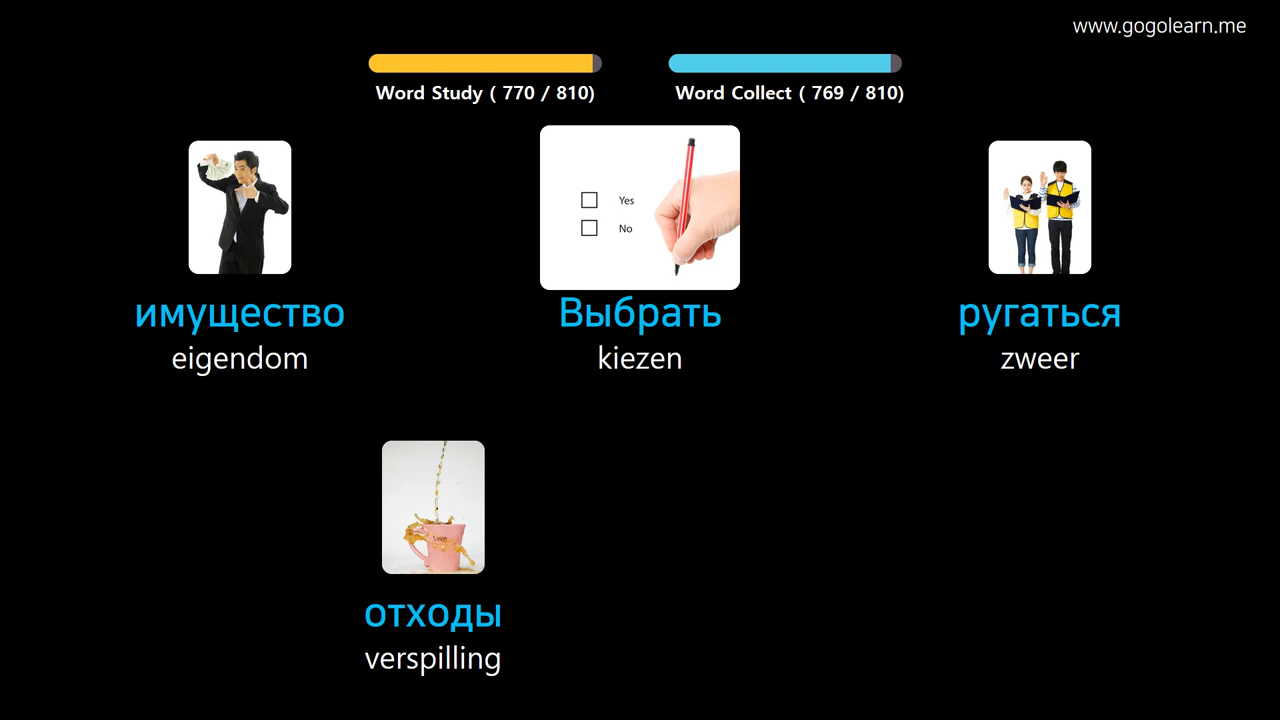 www.gogolearn.me
Word Study ( 770 / 810)
Word Collect ( 769 / 810)
Yes
No
имущество
eigendom
Выбрать
kiezen
ругаться
zweer
love
отходы
verspilling